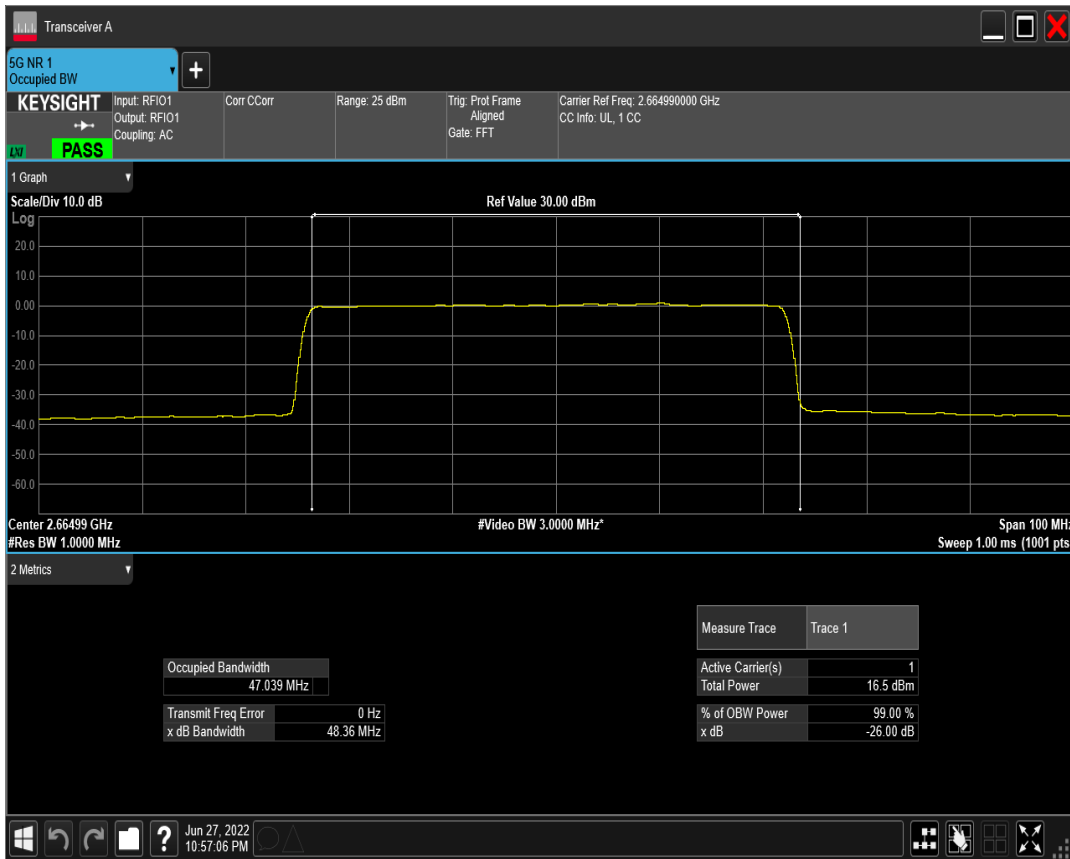 Transceiver A
5G NR 1
Occupied BW
+
KEYSIGHT
LXI
PASS
Input: RFIO1
Output: RFIO1
Coupling: AC
Corr CCorr
Range: 25 dBm
Trig: Prot Frame
Aligned
Gate: FFT
Carrier Ref Freq: 2.664990000 GHz
CC Info: UL, 1 CC
1 Graph
Scale/Div 10.0 dB
Ref Value 30.00 dBm
Log
20.0
10.0
0.00
-10.0
-20.0
-30.0
-40.0
-50.0
-60.0
Center 2.66499 GHz
#Video BW 3.0000 MHz*
Span 100 MHz
#Res BW 1.0000 MHz
Sweep 1.00 ms (1001 pts
2 Metrics
Measure Trace Trace 1
Occupied Bandwidth
47.039 MHz
Active Carrier(s) 1
Total Power 16.5 dBm
Transmit Freq Error 0 Hz
x dB Bandwidth 48.36 MHz
% of OBW Power 99.00 %
x dB -26.00 dB
?
Jun 27, 2022
10:57:06 PM